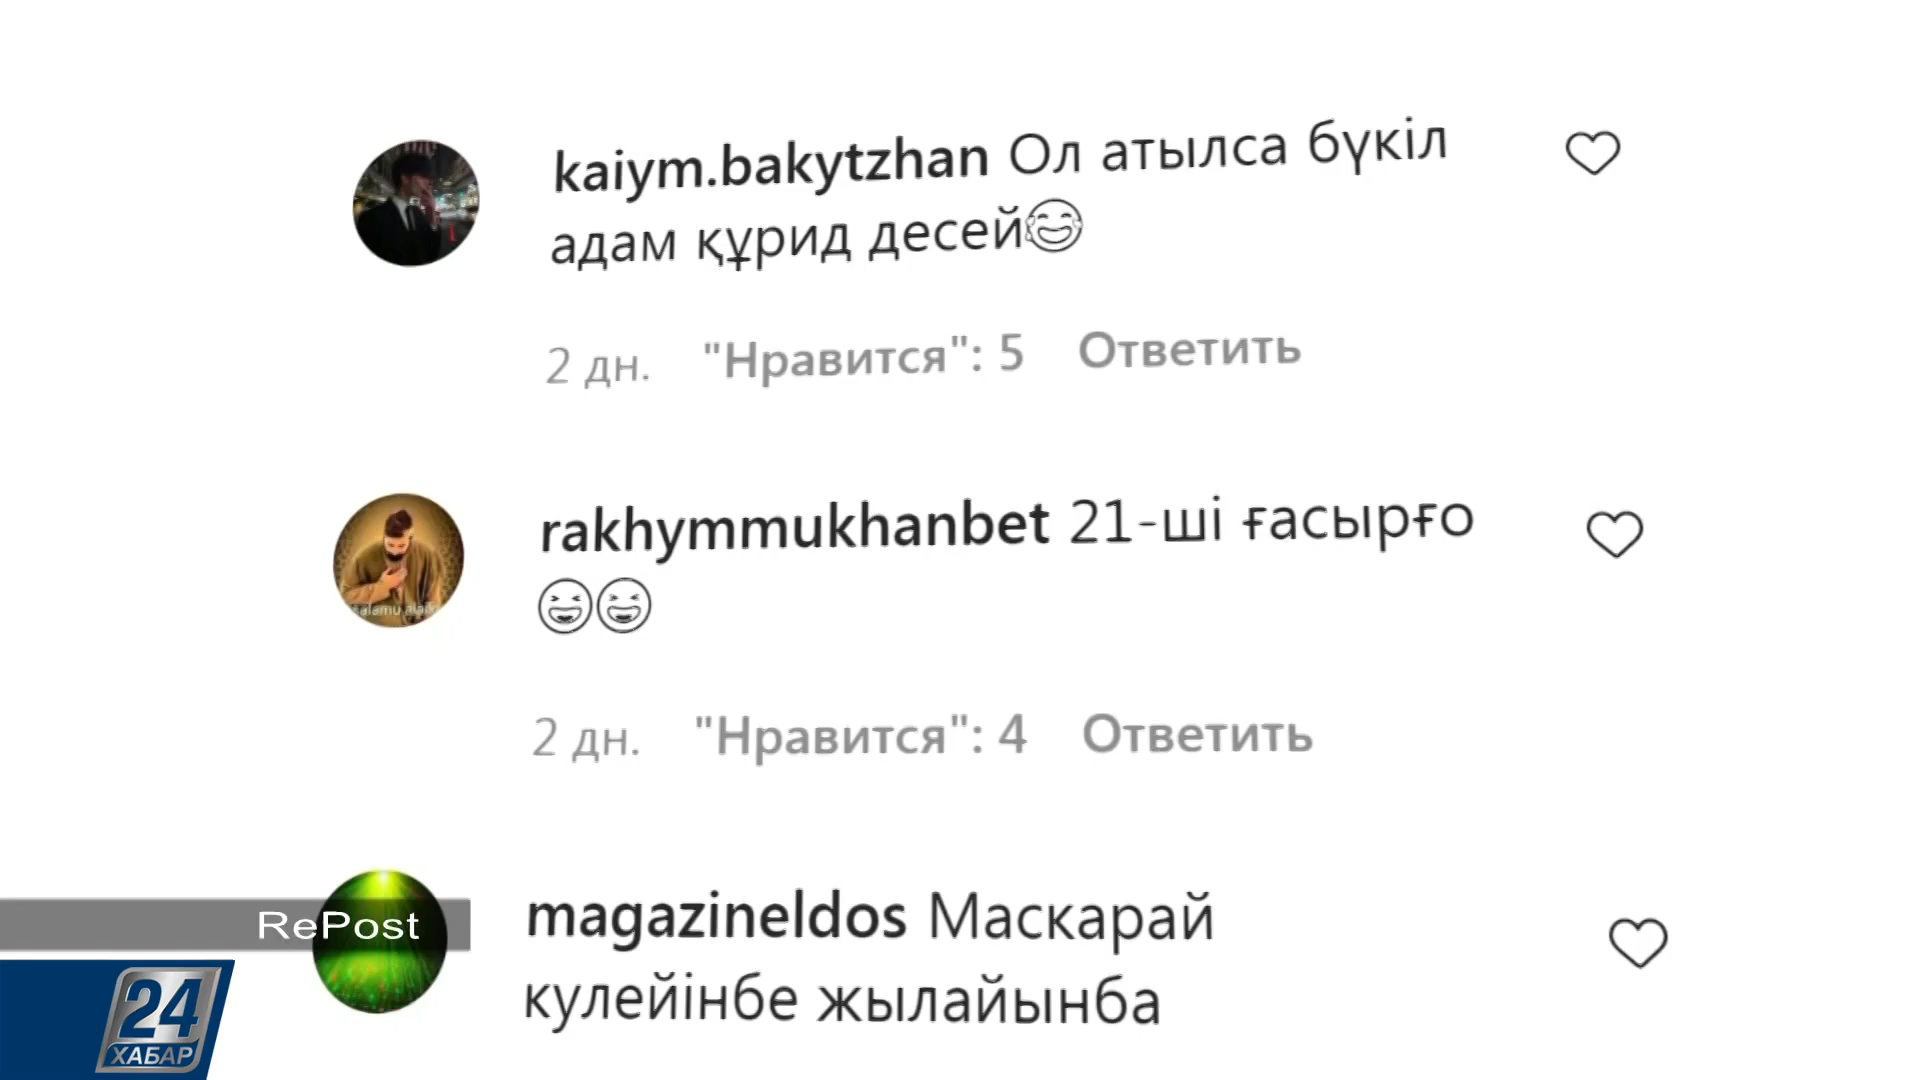 kaiym.bakytzhan Ол атылса бүкіл
адам құрид десей😂
2 дн. "Нравится": 5 Ответить
rakhymmukhanbet 21-ші ғасырғо
😆😆
2 дн. "Нравится": 4 Ответить
magazineldos Маскарай
кулейінбе жылайынба
RePost
24
ХАБАР